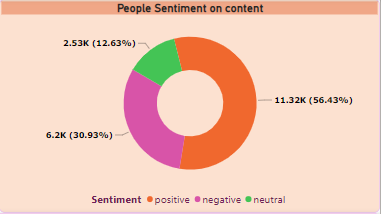 People Sentiment on content
2.53K (12.63%)
11.32K (56.43%)
6.2K (30.93%)
Sentiment positive negative neutral